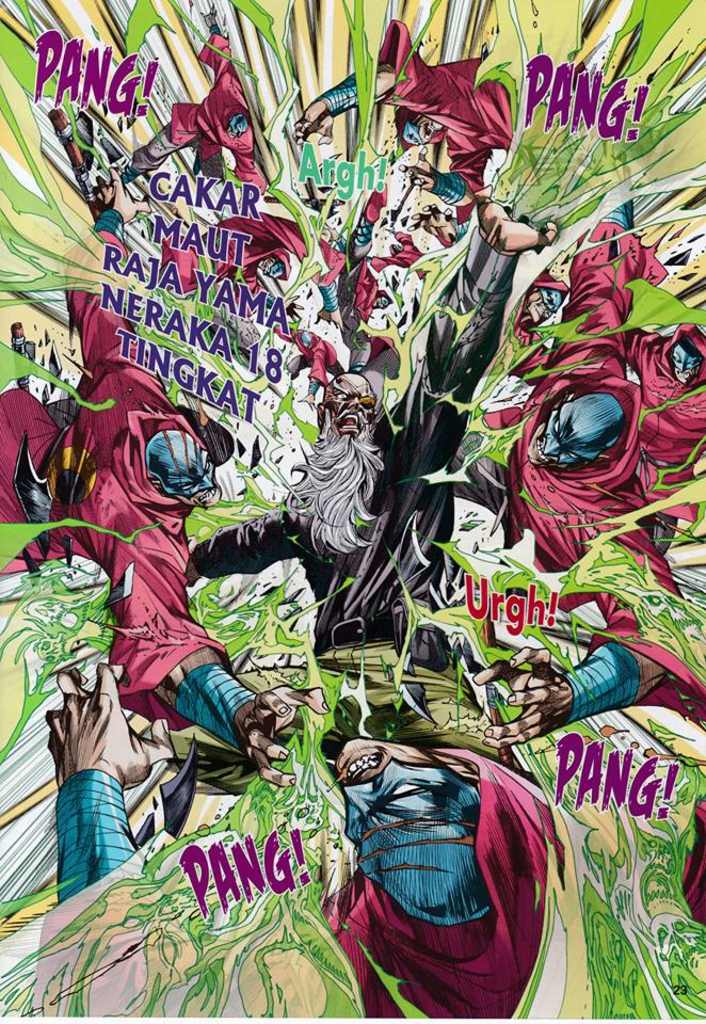 PANG!
PANG!
Argh!
CAKAR
MAUT
RAJA YAMA
NERAKA 18
TINGKAT
Urgh!
PANG!
PANG!
23